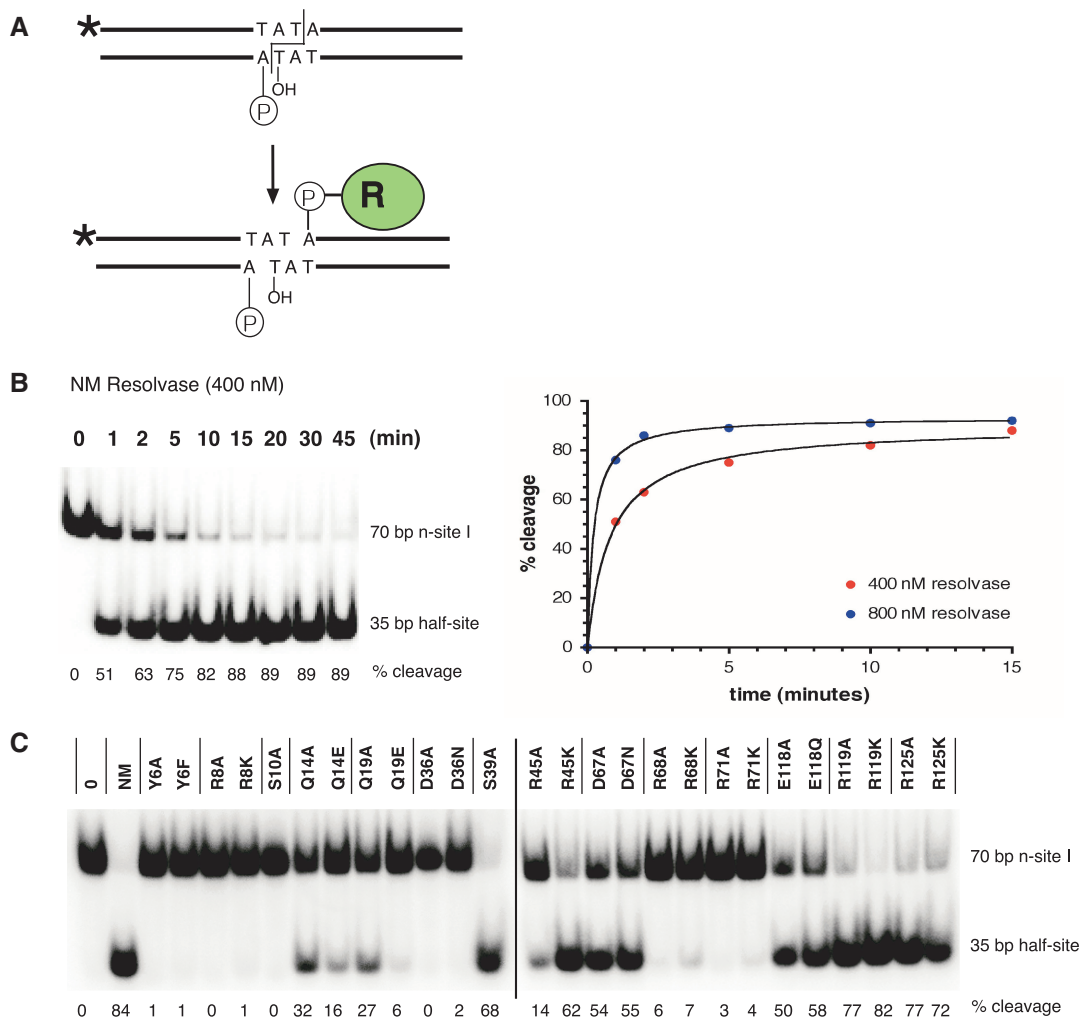 A
* T A T A
A T A T
OH
P
P R
* T A T A
A T A T
OH
P
B NM Resolvase (400 nM)
0 1 2 5 10 15 20 30 45 (min)
70 bp n-site I
35 bp half-site
0 51 63 75 82 88 89 89 89 % cleavage
100
80
60
40
20
0
% cleavage
400 nM resolvase
800 nM resolvase
0 5 10 15
time (minutes)
C
0 NM Y6A Y6F R8A R8K S10A Q14A Q14E Q19A Q19E D36A D36N S39A R45A R45K D67A D67N R68A R68K R71A R71K E118A E118Q R119A R119K R125A R125K
70 bp n-site I
35 bp half-site
0 84 1 1 0 1 0 32 16 27 6 0 2 68 14 62 54 55 6 7 3 4 50 58 77 82 77 72 % cleavage